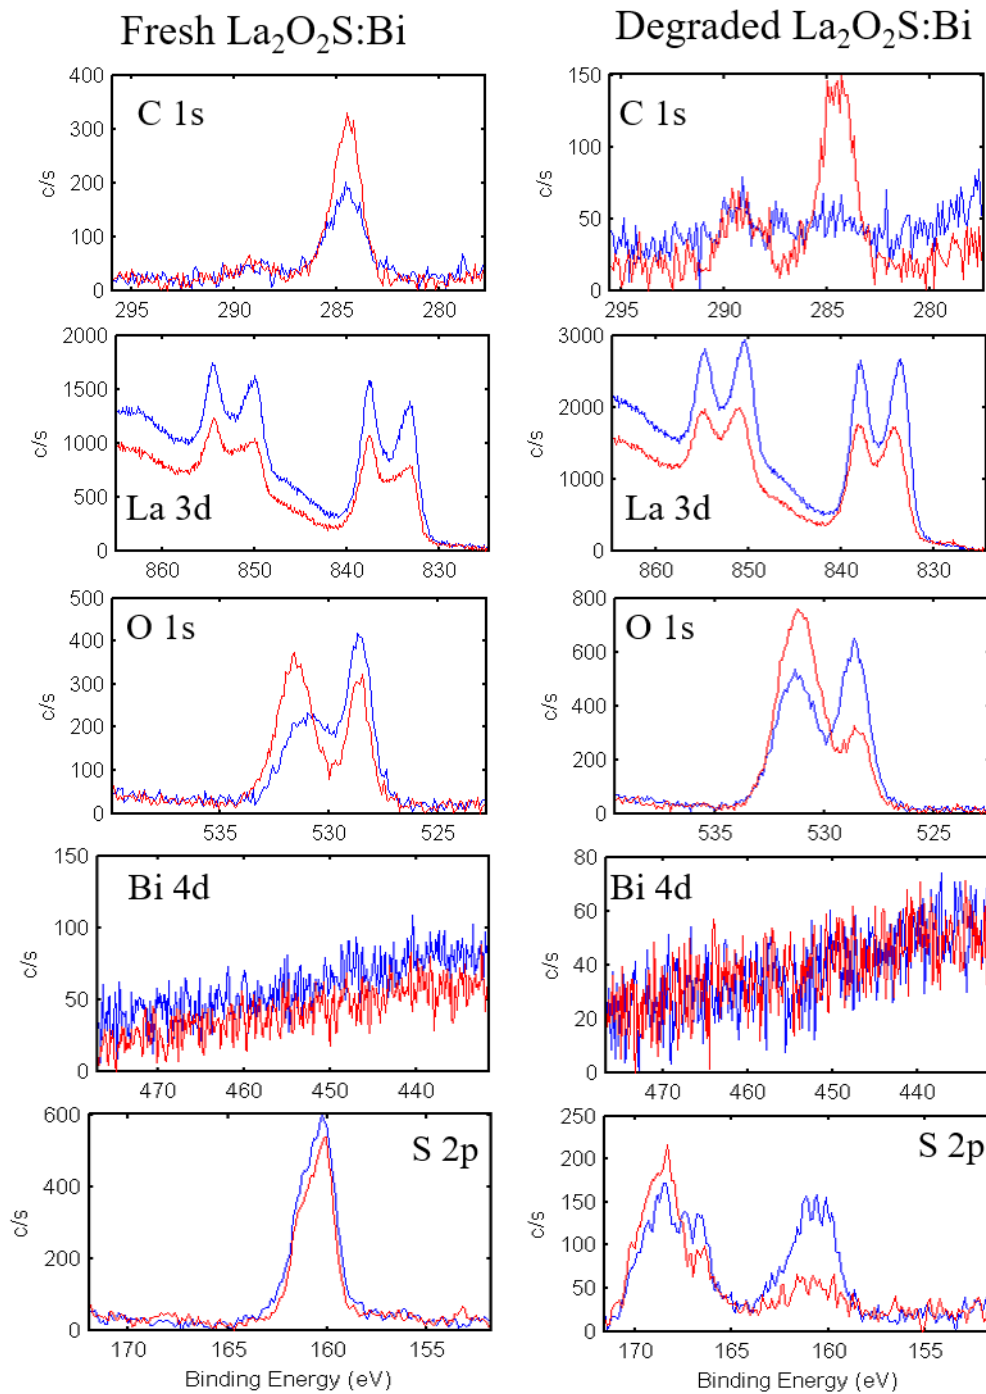 Fresh La₂O₂S:Bi
Degraded La₂O₂S:Bi
C 1s
c/s
400
300
200
100
0
295 290 285 280
C 1s
c/s
150
100
50
0
295 290 285 280
La 3d
c/s
2000
1500
1000
500
0
860 850 840 830
La 3d
c/s
3000
2000
1000
0
860 850 840 830
O 1s
c/s
500
400
300
200
100
0
535 530 525
O 1s
c/s
800
600
400
200
0
535 530 525
Bi 4d
c/s
150
100
50
0
470 460 450 440
Bi 4d
c/s
80
60
40
20
0
470 460 450 440
S 2p
c/s
600
400
200
0
170 165 160 155
Binding Energy (eV)
S 2p
c/s
250
200
150
100
50
0
170 165 160 155
Binding Energy (eV)